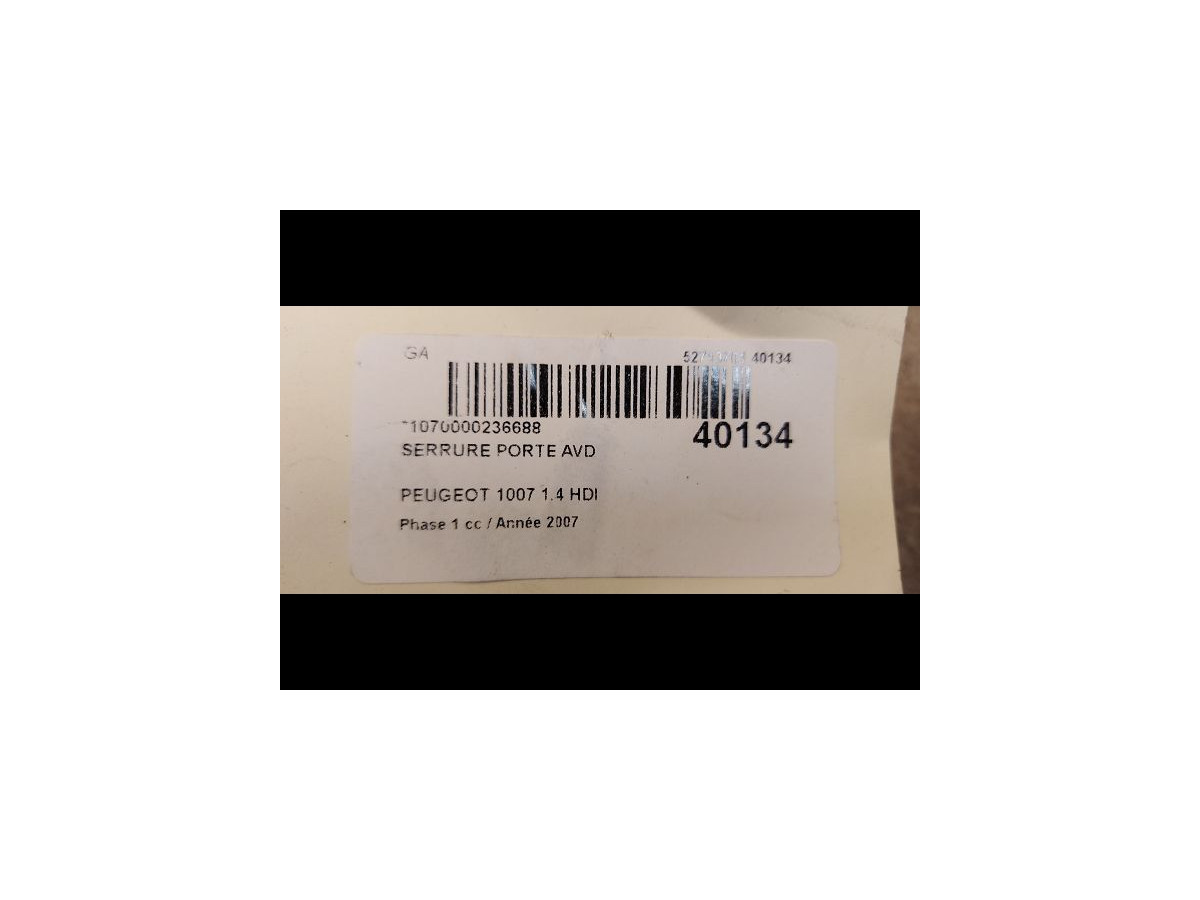 GA
40134
1070000236688
40134
SERRURE PORTE AVD
PEUGEOT 1007 1.4 HDI
Phase 1 cc / Année 2007